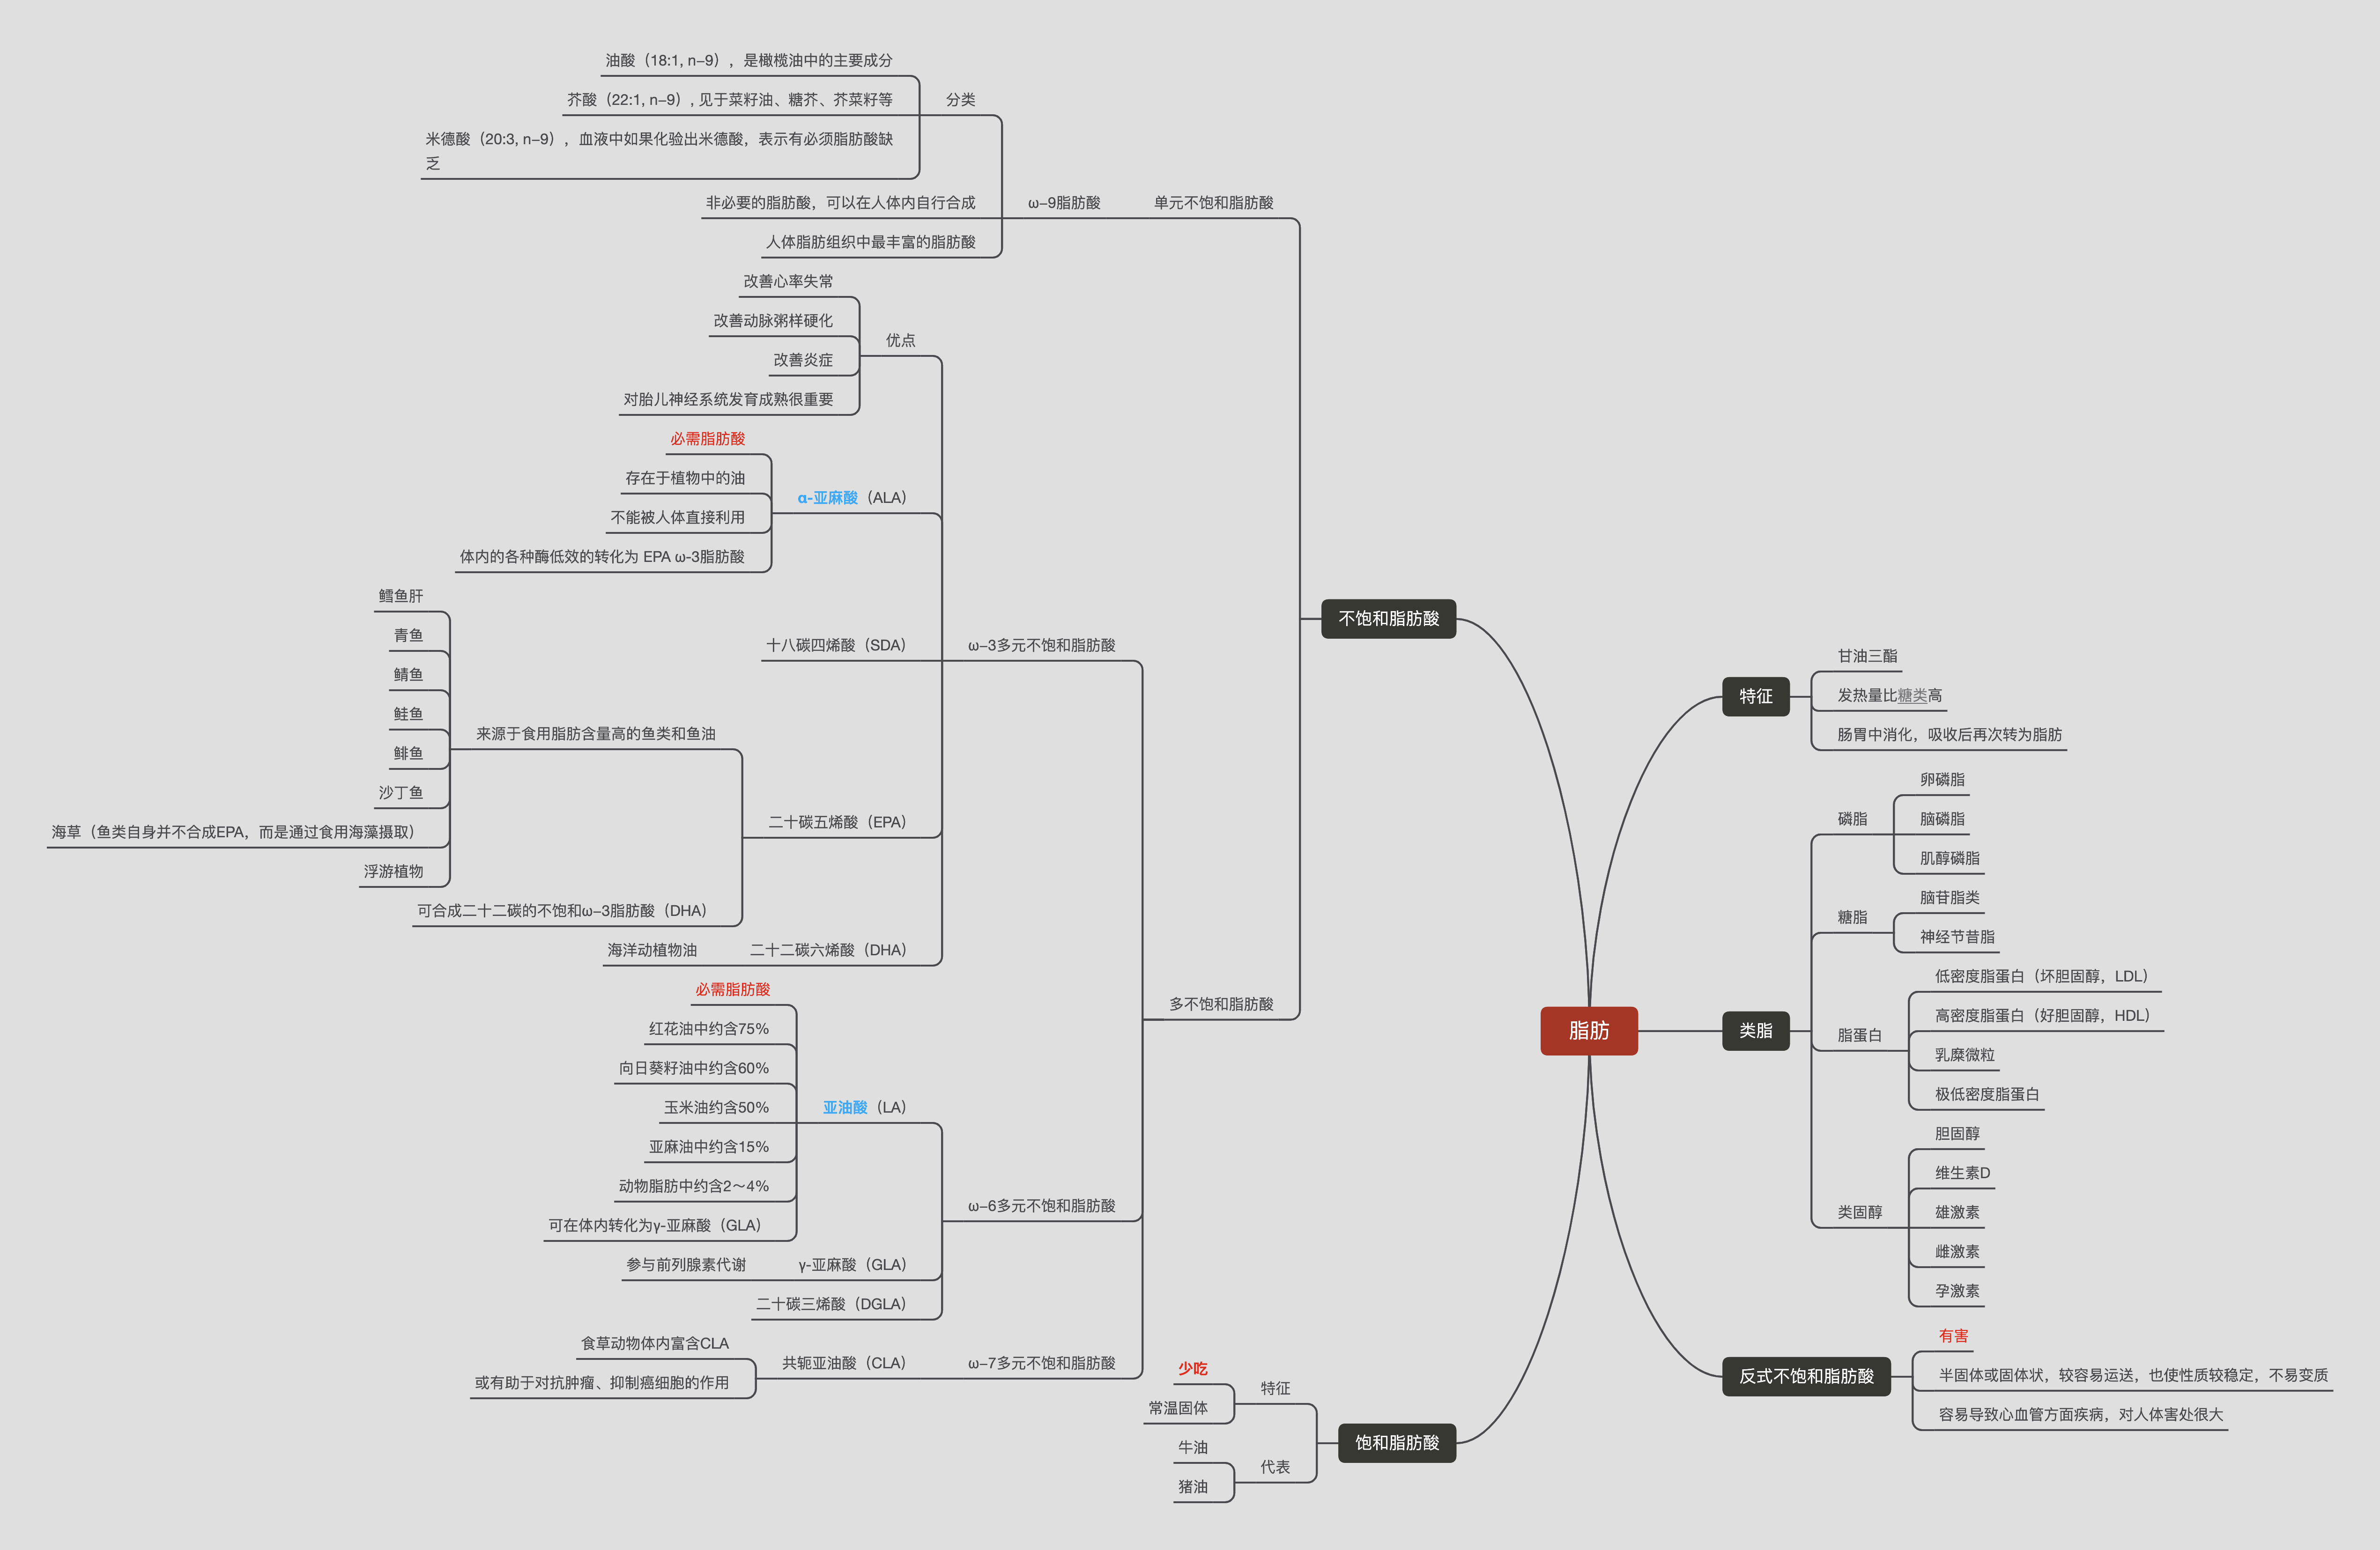 脂肪
特征
甘油三酯
发热量比糖类高
肠胃中消化，吸收后再次转为脂肪
类脂
磷脂
卵磷脂
脑磷脂
肌醇磷脂
糖脂
脑苷脂类
神经节昔脂
脂蛋白
低密度脂蛋白（坏胆固醇，LDL）
高密度脂蛋白（好胆固醇，HDL）
乳糜微粒
极低密度脂蛋白
类固醇
胆固醇
维生素D
雄激素
雌激素
孕激素
反式不饱和脂肪酸
有害
半固体或固体状，较容易运送，也使性质较稳定，不易变质
容易导致心血管方面疾病，对人体害处很大
不饱和脂肪酸
单元不饱和脂肪酸
ω-9脂肪酸
分类
油酸（18:1, n-9），是橄榄油中的主要成分
芥酸（22:1, n-9）, 见于菜籽油、糖芥、芥菜籽等
米德酸（20:3, n-9），血液中如果化验出米德酸，表示有必须脂肪酸缺
乏
非必要的脂肪酸，可以在人体内自行合成
人体脂肪组织中最丰富的脂肪酸
多不饱和脂肪酸
ω-3多元不饱和脂肪酸
优点
改善心率失常
改善动脉粥样硬化
改善炎症
对胎儿神经系统发育成熟很重要
α-亚麻酸（ALA）
必需脂肪酸
存在于植物中的油
不能被人体直接利用
体内的各种酶低效的转化为 EPA ω-3脂肪酸
十八碳四烯酸（SDA）
二十碳五烯酸（EPA）
来源于食用脂肪含量高的鱼类和鱼油
鳕鱼肝
青鱼
鲭鱼
鲑鱼
鲱鱼
沙丁鱼
海草（鱼类自身并不合成EPA，而是通过食用海藻摄取）
浮游植物
可合成二十二碳的不饱和ω-3脂肪酸（DHA）
二十二碳六烯酸（DHA）
海洋动植物油
ω-6多元不饱和脂肪酸
亚油酸（LA）
必需脂肪酸
红花油中约含75%
向日葵籽油中约含60%
玉米油约含50%
亚麻油中约含15%
动物脂肪中约含2～4%
可在体内转化为γ-亚麻酸（GLA）
γ-亚麻酸（GLA）
参与前列腺素代谢
二十碳三烯酸（DGLA）
ω-7多元不饱和脂肪酸
共轭亚油酸（CLA）
食草动物体内富含CLA
或有助于对抗肿瘤、抑制癌细胞的作用
饱和脂肪酸
特征
少吃
常温固体
代表
牛油
猪油